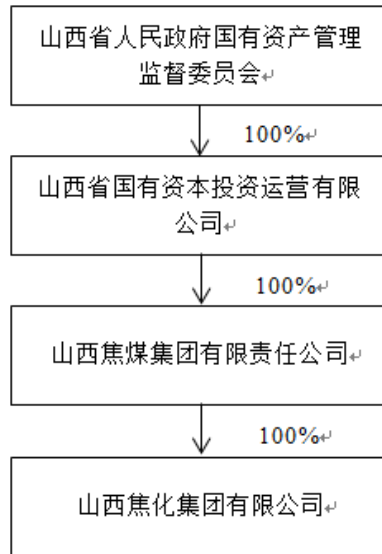 山西省人民政府国有资产管理
监督委员会↵
100%↵
山西省国有资本投资运营有限
公司↵
100%↵
山西焦煤集团有限责任公司↵
100%↵
山西焦化集团有限公司↵